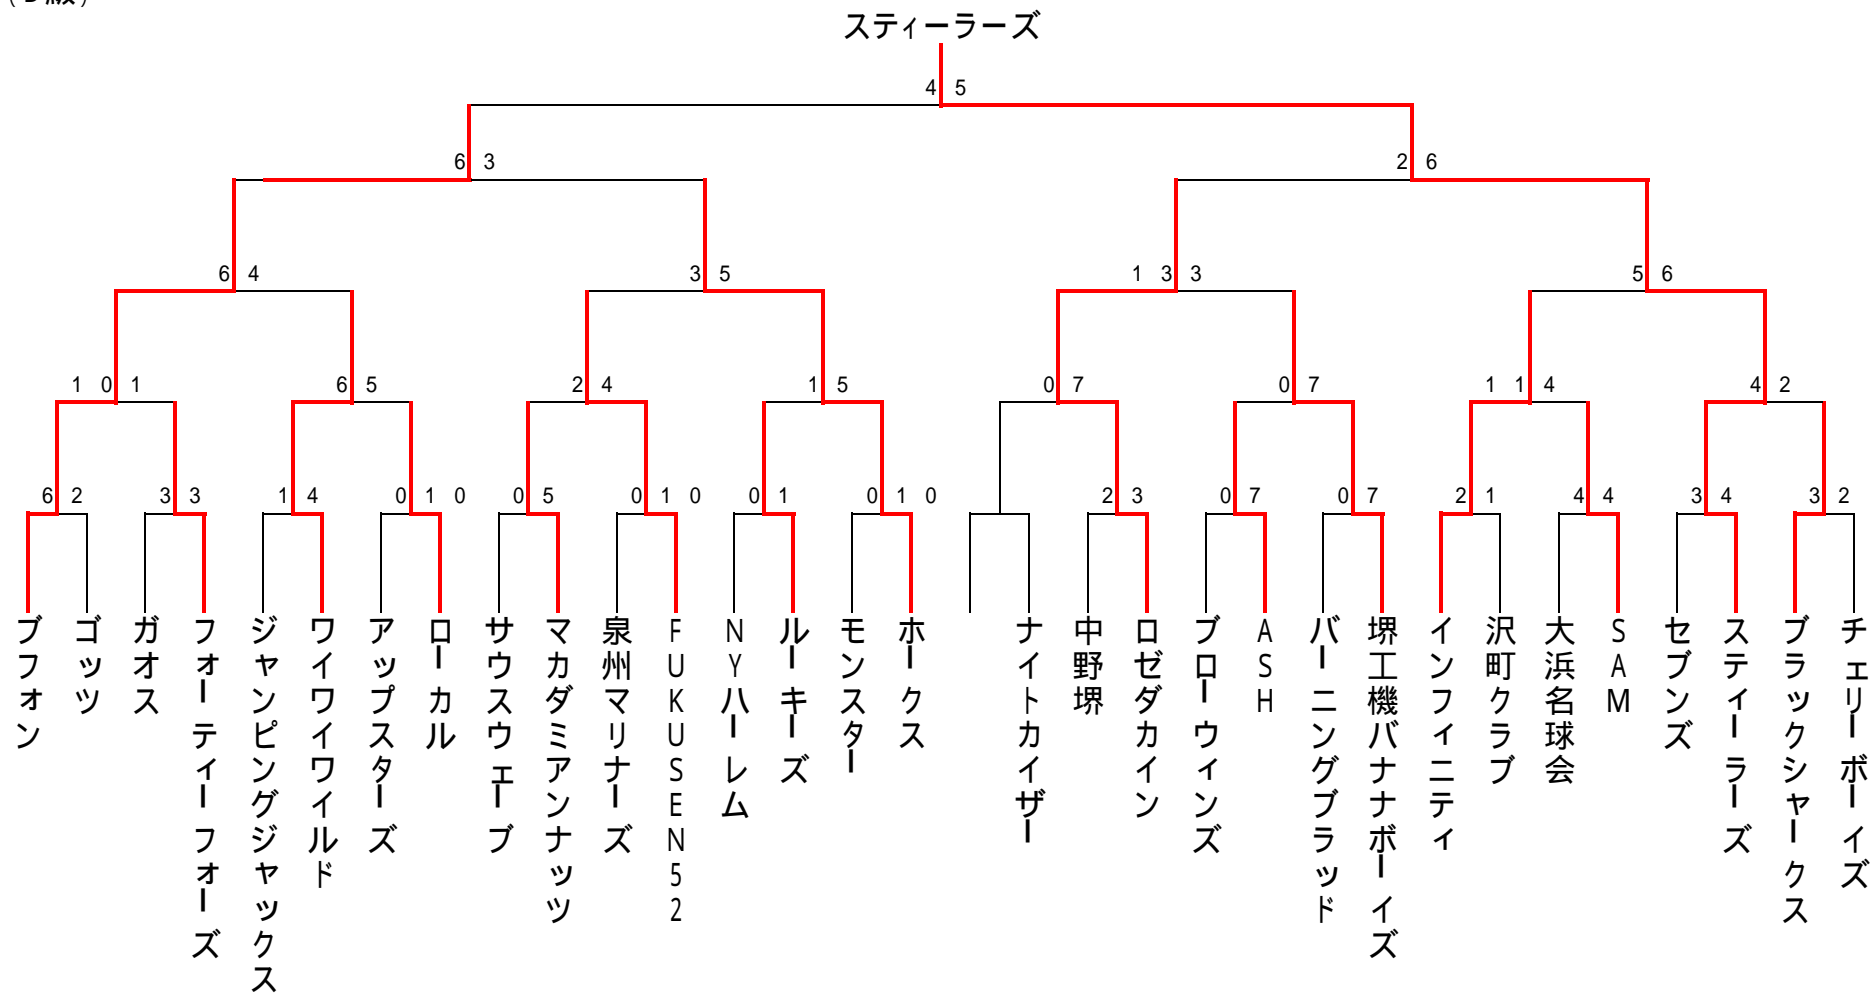 スティーラーズ
4 5
6 3
2 6
6 4
3 5
1 3 3
5 6
1 0 1
6 5
2 4
1 5
0 7
0 7
1 1 4
4 2
6 2
3 3
1 4
0 1 0
0 5
0 1 0
0 1
0 1 0
2 3
0 7
0 7
2 1
4 4
3 4
3 2
ブフォン
ゴッツ
ガオス
フォーティーフォーズ
ジャンピングジャックス
ワイワイワイルド
アップスターズ
ローカル
サウスウェーブ
マカダミアンナッツ
泉州マリナーズ
FUKUSEN52
NYハーレム
ルーキーズ
モンスター
ホークス
ナイトカイザー
中野堺
ロゼダカイン
ブローウィンズ
ASH
バーニングブラッド
堺工機バナナボーイズ
インフィニティ
沢町クラブ
大浜名球会
SAM
セブンズ
スティーラーズ
ブラックシャークス
チェリーボーイズ